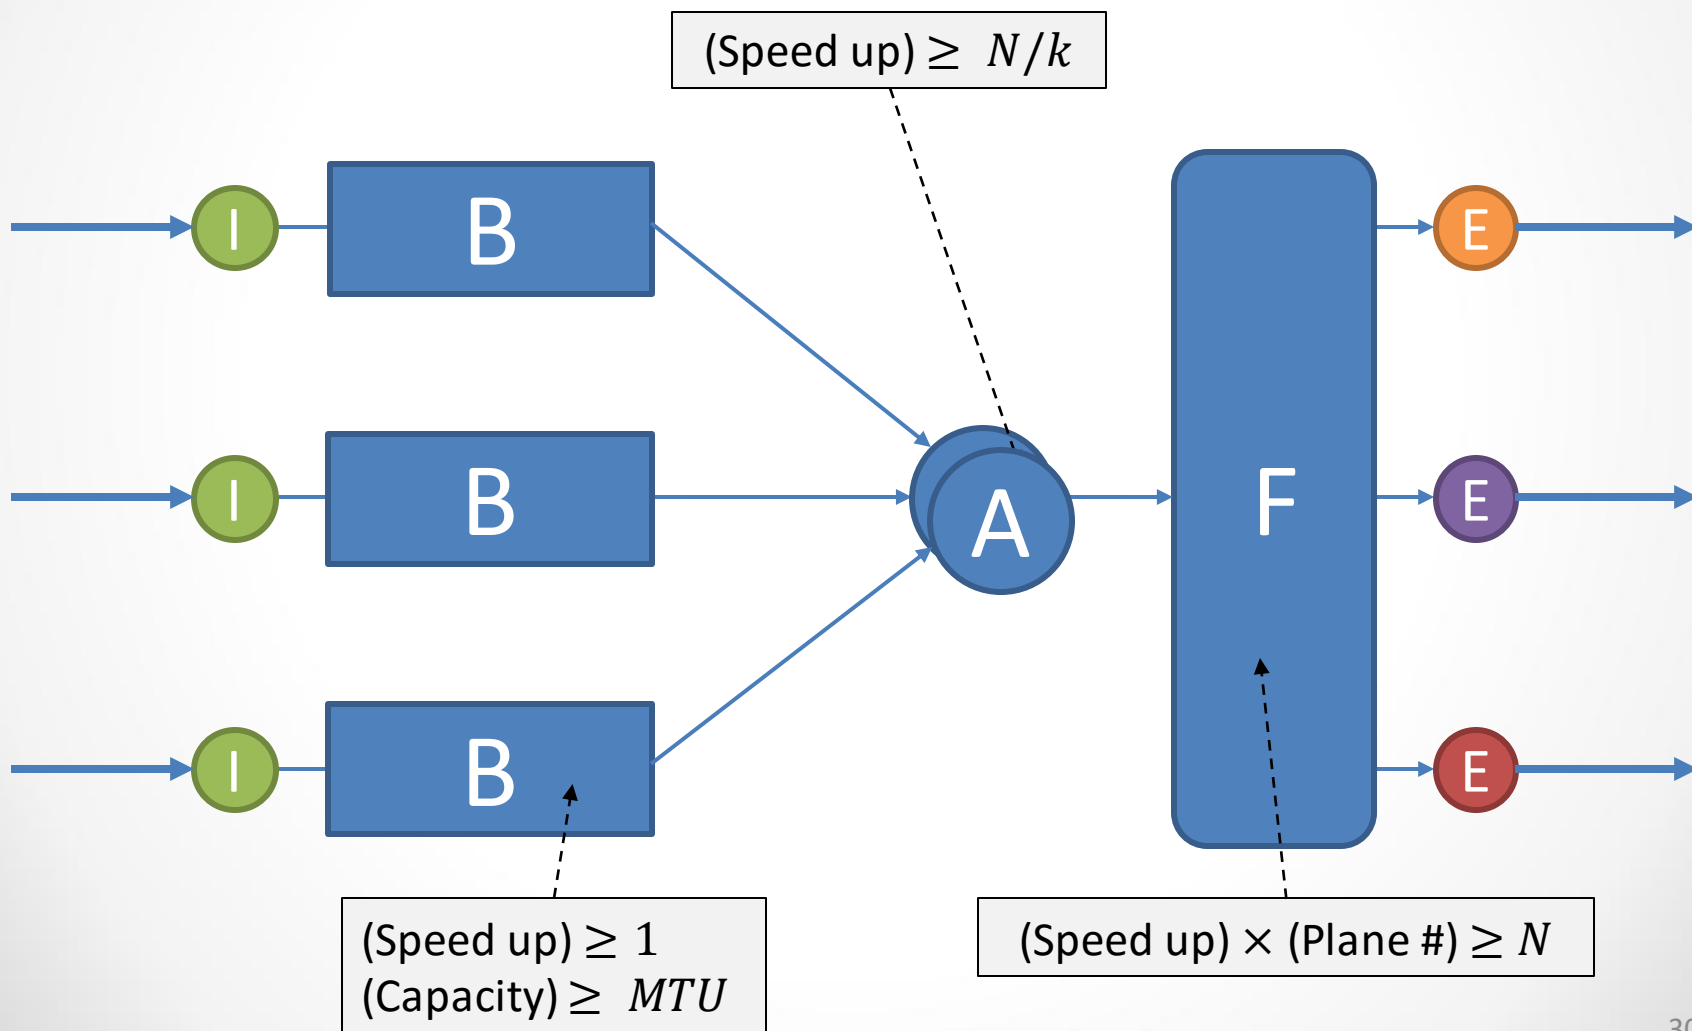 (Speed up) ≥ N/k
I
B
E
I
B
A
F
E
I
B
E
(Speed up) ≥ 1
(Capacity) ≥ MTU
(Speed up) × (Plane #) ≥ N